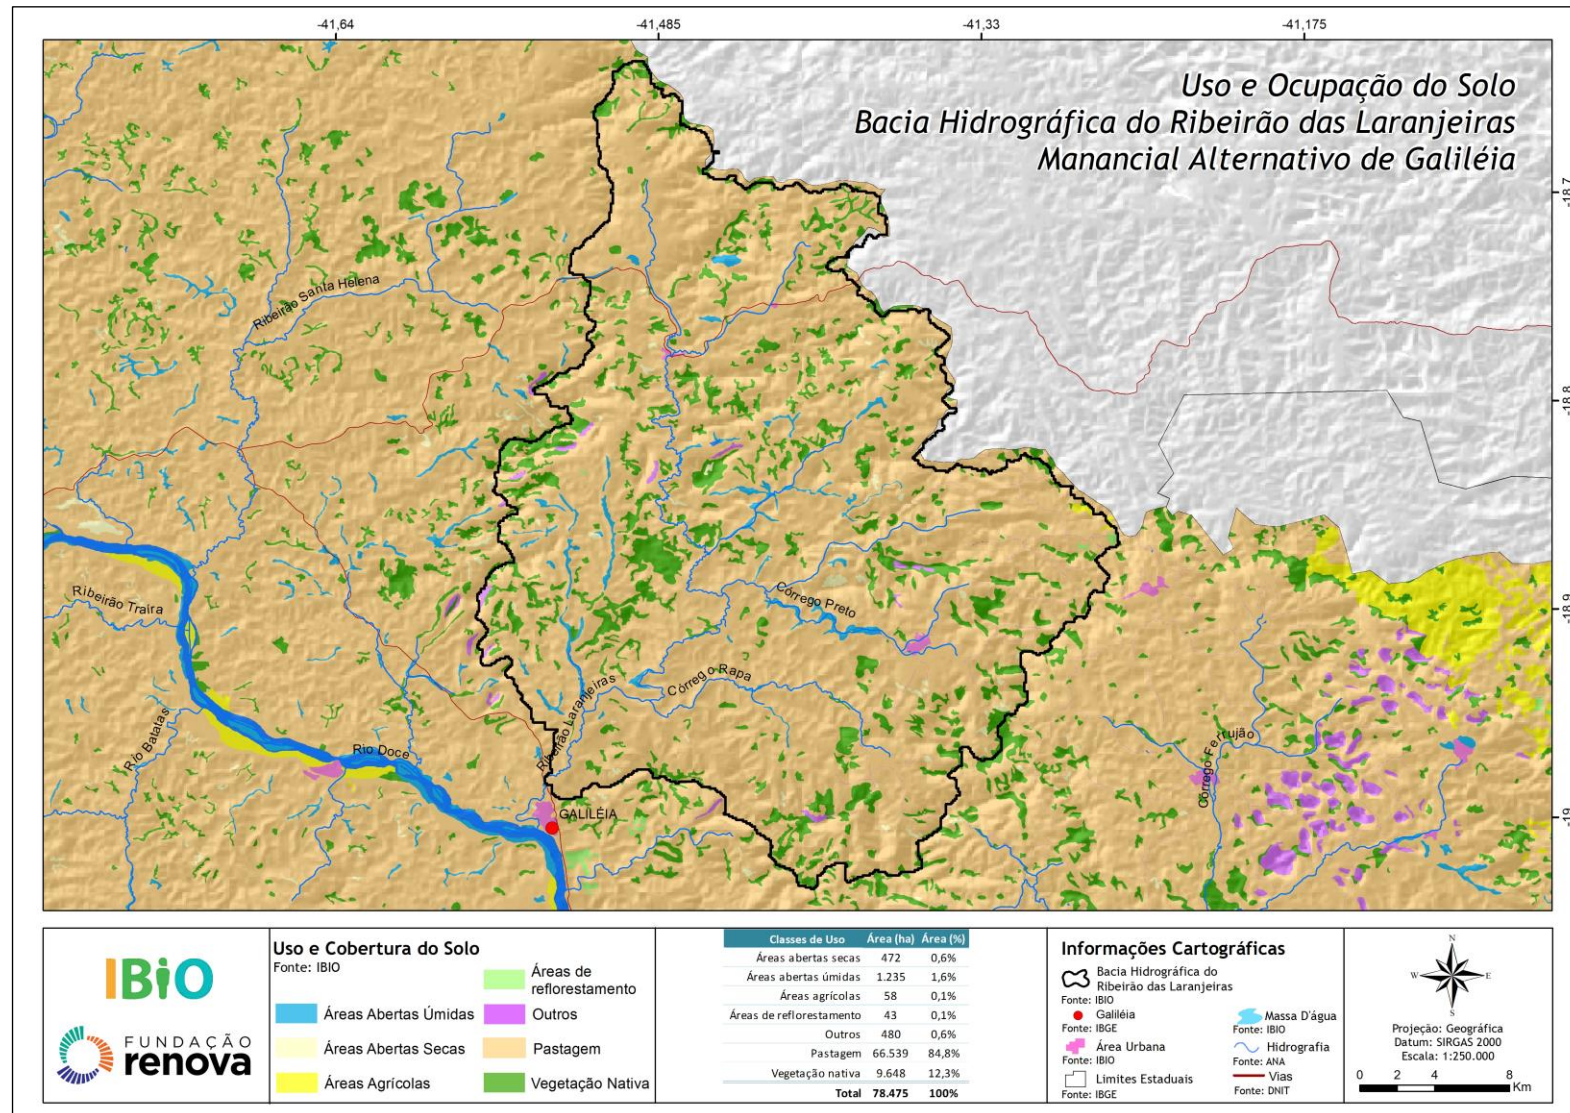 -41,64
-41,485
-41,33
-41,175
Uso e Ocupação do Solo
Bacia Hidrográfica do Ribeirão das Laranjeiras
Manancial Alternativo de Galiléia
-18,7
-18,8
-18,9
-19
Ribeirão Santa Helena
Ribeirão Traíra
Rio Batatas
Rio Doce
Ribeirão Laranjeiras
Córrego Rapa
Córrego Preto
Córrego Ferrujão
GALILÉIA
IBiO
FUNDAÇÃO
renova
Uso e Cobertura do Solo
Fonte: IBIO
Áreas Abertas Úmidas
Áreas Abertas Secas
Áreas Agrícolas
Áreas de
reflorestamento
Outros
Pastagem
Vegetação Nativa
Classes de Uso Área (ha) Área (%)
Áreas abertas secas 472 0,6%
Áreas abertas úmidas 1.235 1,6%
Áreas agrícolas 58 0,1%
Áreas de reflorestamento 43 0,1%
Outros 480 0,6%
Pastagem 66.539 84,8%
Vegetação nativa 9.648 12,3%
Total 78.475 100%
Informações Cartográficas
Bacia Hidrográfica do
Ribeirão das Laranjeiras
Fonte: IBIO
Galiléia
Fonte: IBGE
Área Urbana
Fonte: IBIO
Limites Estaduais
Fonte: IBGE
Massa D'água
Fonte: IBIO
Hidrografia
Fonte: ANA
Vias
Fonte: DNIT
N
W E
S
Projeção: Geográfica
Datum: SIRGAS 2000
Escala: 1:250.000
0 2 4 8
Km